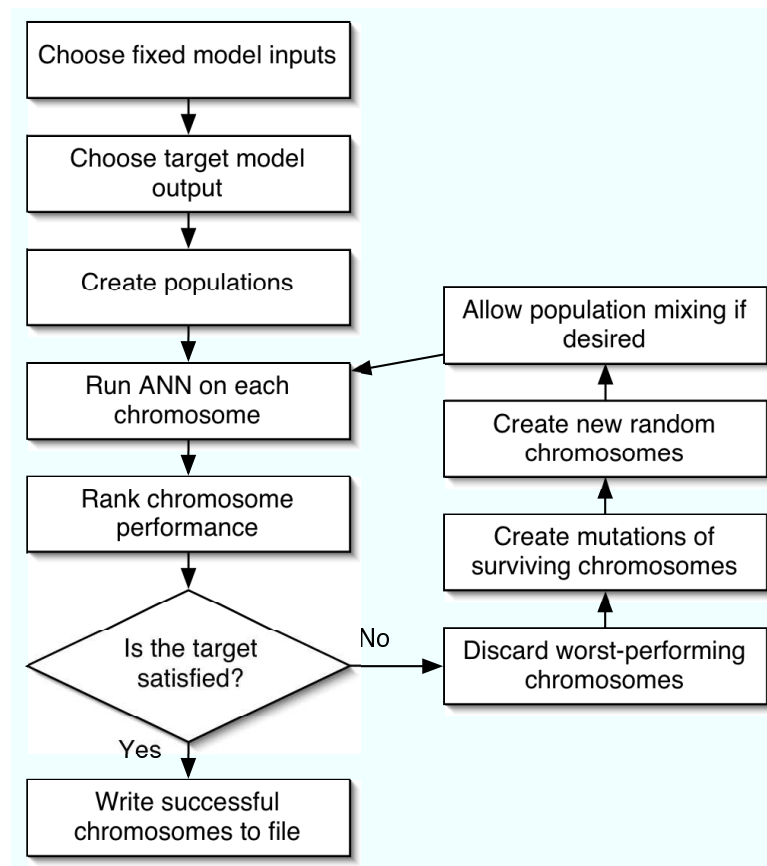 Choose fixed model inputs
Choose target model
output
Create populations
Run ANN on each
chromosome
Rank chromosome
performance
Is the target
satisfied?
No
Yes
Write successful
chromosomes to file
Allow population mixing if
desired
Create new random
chromosomes
Create mutations of
surviving chromosomes
Discard worst-performing
chromosomes